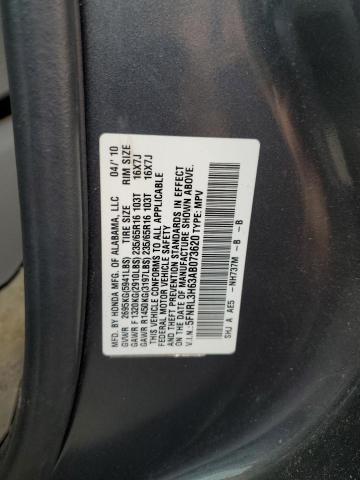 MFD. BY HONDA MFG. OF ALABAMA, LLC 04/'10
GVWR 2695KG(5941LBS) TIRE SIZE RIM SIZE
GAWR F 1320KG(2910LBS) 235/65R16 103T 16X7J
GAWR R 1450KG(3197LBS) 235/65R16 103T 16X7J
THIS VEHICLE CONFORMS TO ALL APPLICABLE
FEDERAL MOTOR VEHICLE SAFETY
AND THEFT PREVENTION STANDARDS IN EFFECT
ON THE DATE OF MANUFACTURE SHOWN ABOVE.
V.I.N.:5FNRL3H63AB073620 TYPE: MPV
SHJ A AE5 -NH737M -B -B